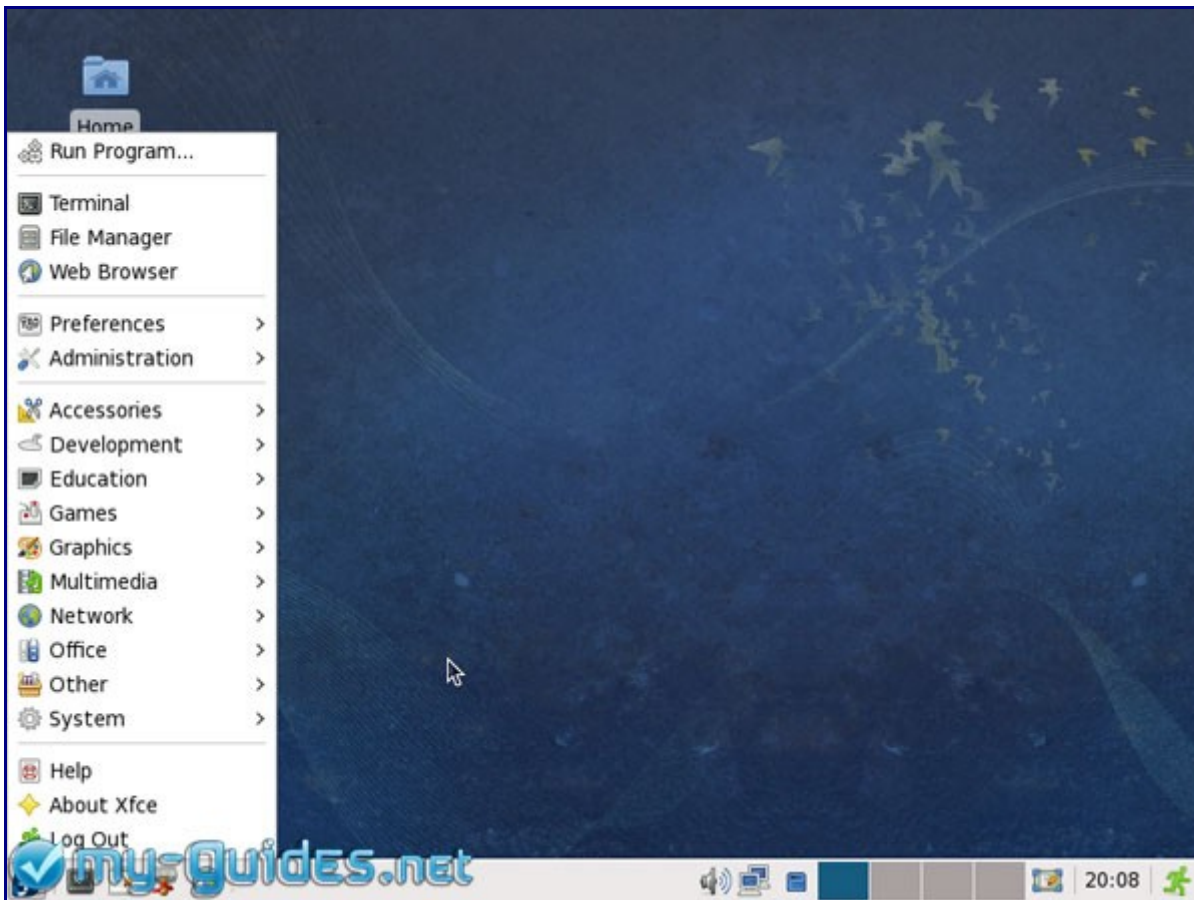 Home
Run Program...
Terminal
File Manager
Web Browser
Preferences
Administration
Accessories
Development
Education
Games
Graphics
Multimedia
Network
Office
Other
System
Help
About Xfce
Log Out
my-guides.net
20:08